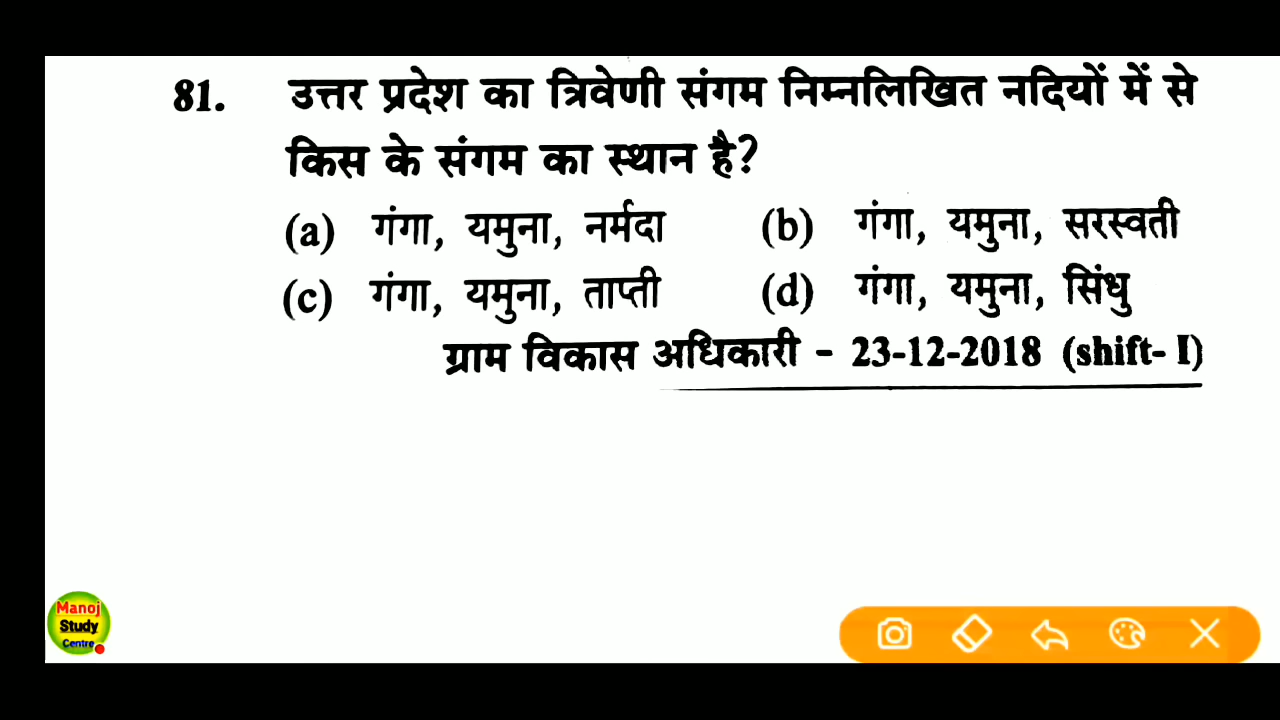 81. उत्तर प्रदेश का त्रिवेणी संगम निम्नलिखित नदियों में से
किस के संगम का स्थान है?
(a) गंगा, यमुना, नर्मदा (b) गंगा, यमुना, सरस्वती
(c) गंगा, यमुना, ताप्ती (d) गंगा, यमुना, सिंधु
ग्राम विकास अधिकारी - 23-12-2018 (shift- I)
Manoj
Study
Centre